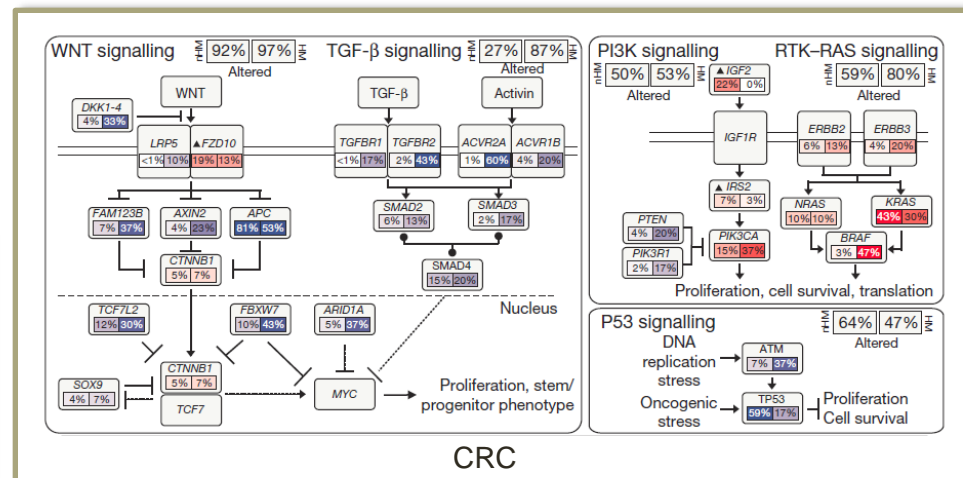 WNT signalling
nHM 92% 97% HM
Altered
DKK1-4
4% 33%
WNT
LRP5 ▲FZD10
<1% 10% 19% 13%
FAM123B
7% 37%
AXIN2
4% 23%
APC
81% 53%
CTNNB1
5% 7%
TGF-β signalling
27% 87% HM
Altered
TGF-β
Activin
TGFBR1 TGFBR2
<1% 17% 2% 43%
ACVR2A ACVR1B
1% 60% 4% 20%
SMAD2
6% 13%
SMAD3
2% 17%
SMAD4
15% 20%
Nucleus
TCF7L2
12% 30%
FBXW7
10% 43%
ARID1A
5% 37%
SOX9
4% 7%
CTNNB1
5% 7%
TCF7
MYC
Proliferation, stem/
progenitor phenotype
PI3K signalling
nHM 50% 53% HM
Altered
▲IGF2
22% 0%
IGF1R
▲IRS2
7% 3%
PTEN
4% 20%
PIK3R1
2% 17%
PIK3CA
15% 37%
RTK–RAS signalling
nHM 59% 80% HM
Altered
ERBB2
6% 13%
ERBB3
4% 20%
NRAS
10% 10%
KRAS
43% 30%
BRAF
3% 47%
Proliferation, cell survival, translation
P53 signalling
nHM 64% 47% HM
Altered
DNA
replication
stress
ATM
7% 37%
Oncogenic
stress
TP53
59% 17%
Proliferation
Cell survival
CRC